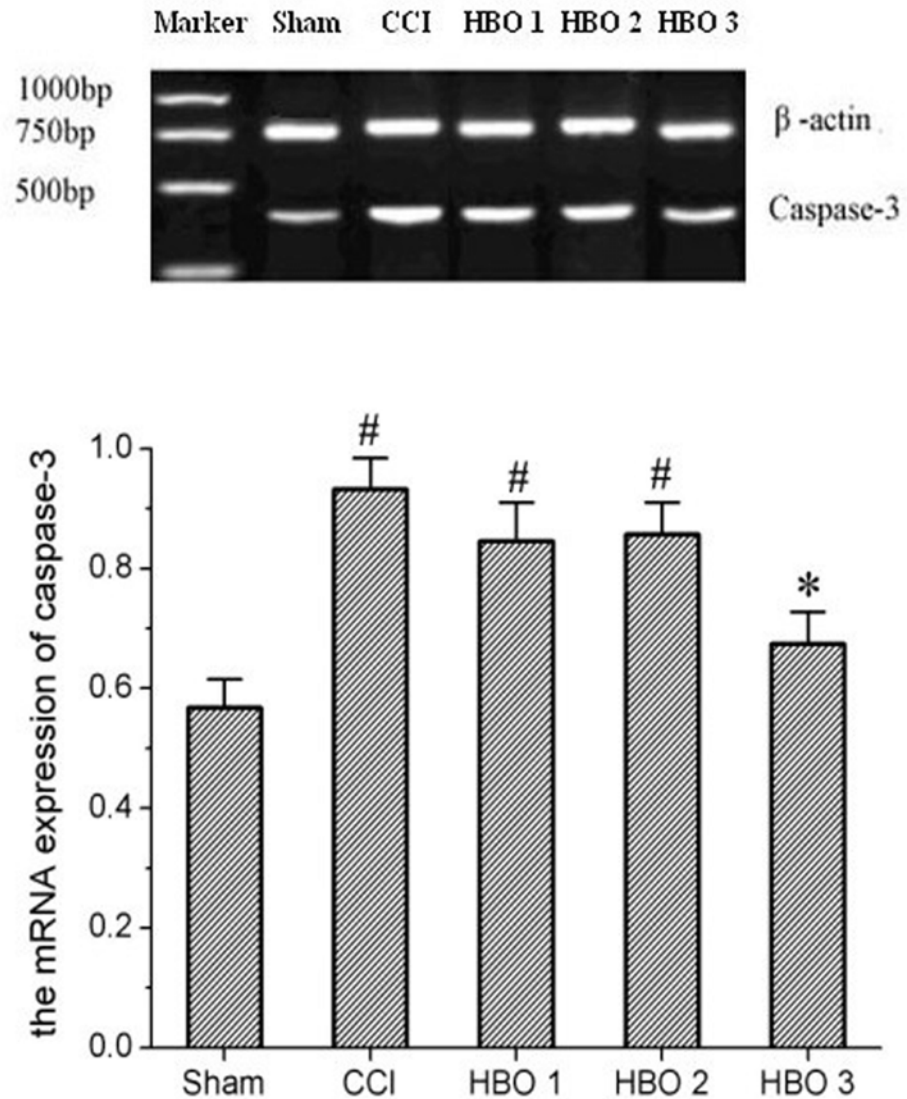 Marker Sham CCI HBO 1 HBO 2 HBO 3
1000bp
750bp
500bp
β-actin
Caspase-3
the mRNA expression of caspase-3
1.0
0.8
0.6
0.4
0.2
0.0
#
#
#
*
Sham CCI HBO 1 HBO 2 HBO 3